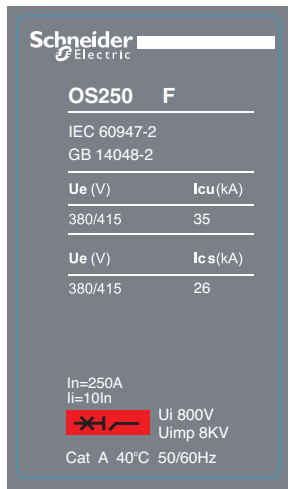 Schneider
Electric
OS250 F
IEC 60947-2
GB 14048-2
Ue (V) Icu(kA)
380/415 35
Ue (V) Ics(kA)
380/415 26
In=250A
Ii=10In
Ui 800V
Uimp 8KV
Cat A 40°C 50/60Hz